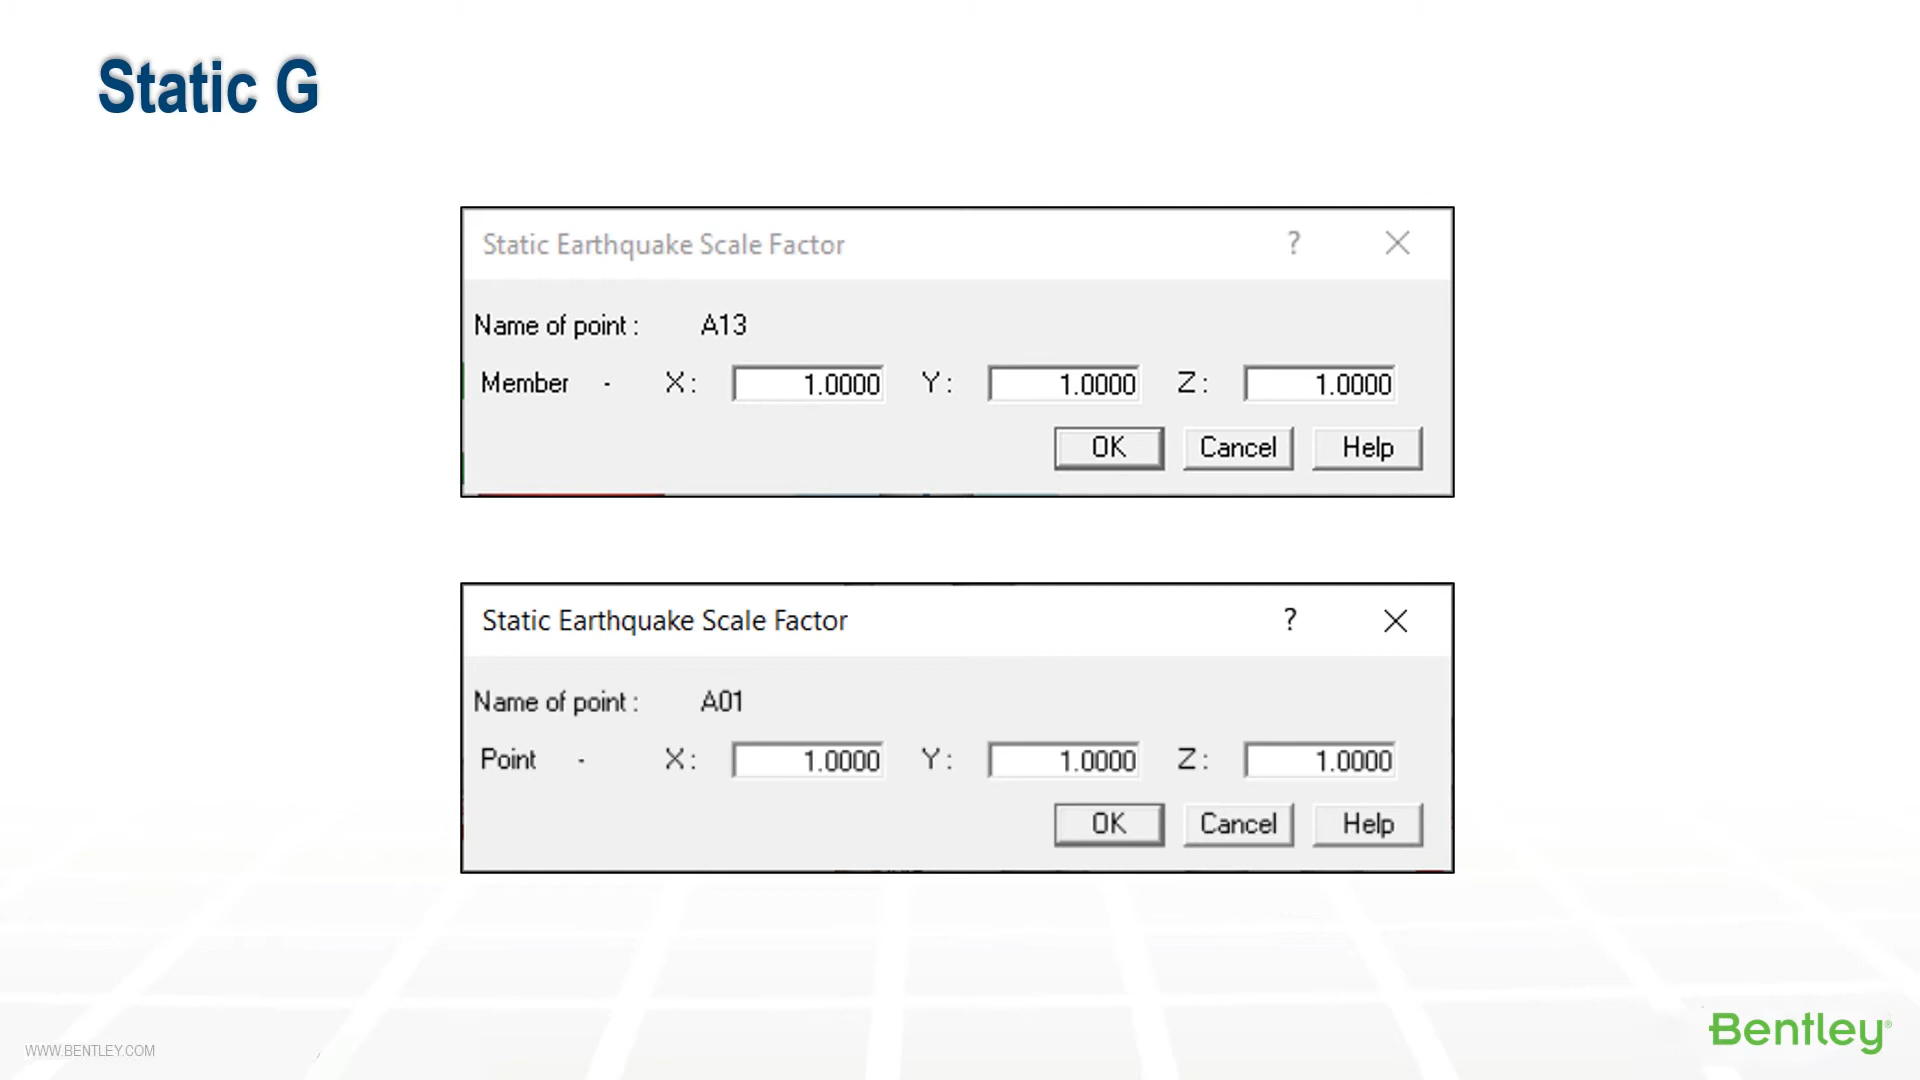 Static G
Static Earthquake Scale Factor ?
Name of point : A13
Member - X : 1.0000 Y : 1.0000 Z : 1.0000
OK Cancel Help
Static Earthquake Scale Factor ?
Name of point : A01
Point - X : 1.0000 Y : 1.0000 Z : 1.0000
OK Cancel Help
WWW.BENTLEY.COM
Bentley®